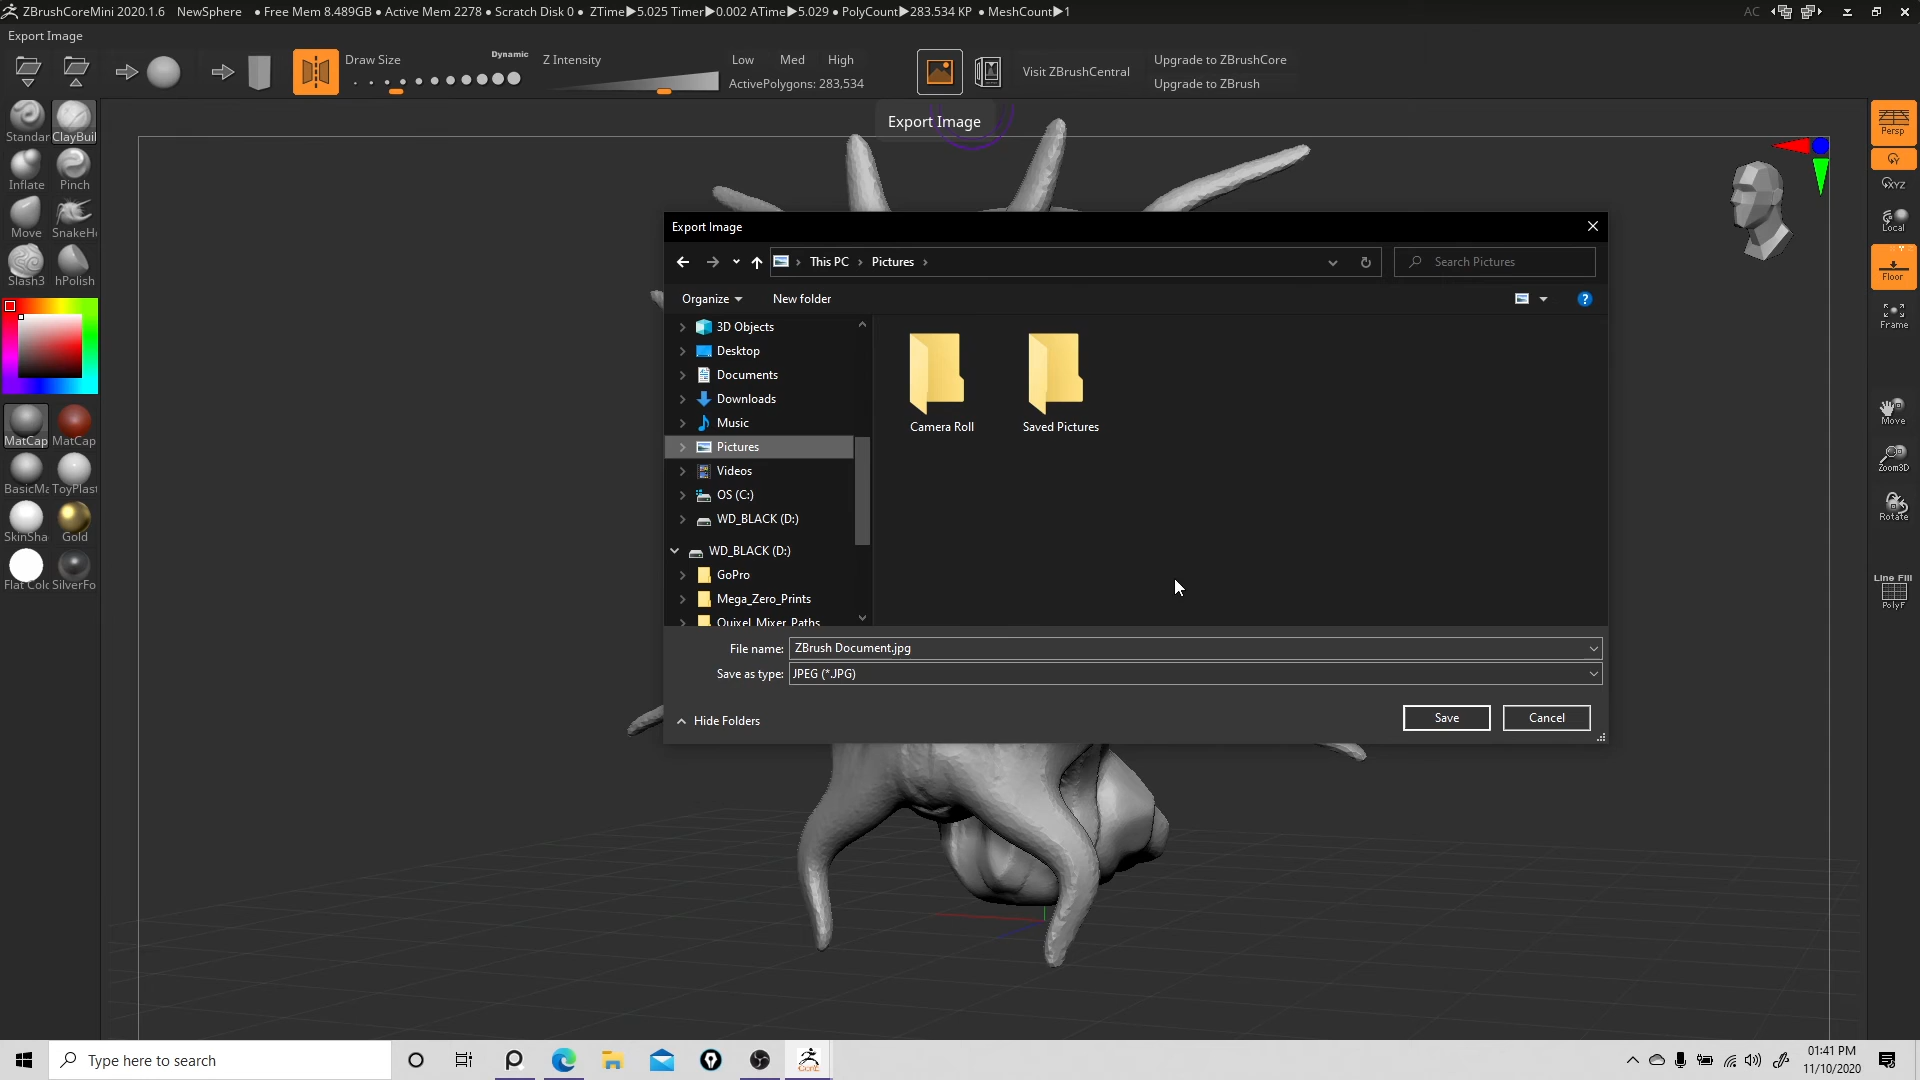 ZBrushCoreMini 2020.1.6 NewSphere • Free Mem 8.489GB • Active Mem 2278 • Scratch Disk 0 • ZTime▶5.025 Timer▶0.002 ATime▶5.029 • PolyCount▶283.534 KP • MeshCount▶1
AC
Export Image
Draw Size
Dynamic
Z Intensity
Low Med High
ActivePolygons: 283,534
Visit ZBrushCentral
Upgrade to ZBrushCore
Upgrade to ZBrush
Export Image
Standar ClayBuil
Inflate Pinch
Move SnakeH
Slash3 hPolish
MatCap MatCap
BasicMa ToyPlast
SkinSha Gold
Flat Colo SilverFo
Persp
Y
XYZ
Local
Floor
Frame
Move
Zoom3D
Rotate
Line Fill
PolyF
Export Image
This PC > Pictures >
Search Pictures
Organize
New folder
?
3D Objects
Desktop
Documents
Downloads
Music
Pictures
Videos
OS (C:)
WD_BLACK (D:)
WD_BLACK (D:)
GoPro
Mega_Zero_Prints
Quixel_Mixer_Paths
Camera Roll
Saved Pictures
File name: ZBrush Document.jpg
Save as type: JPEG (*.JPG)
Hide Folders
Save
Cancel
Type here to search
01:41 PM
11/10/2020